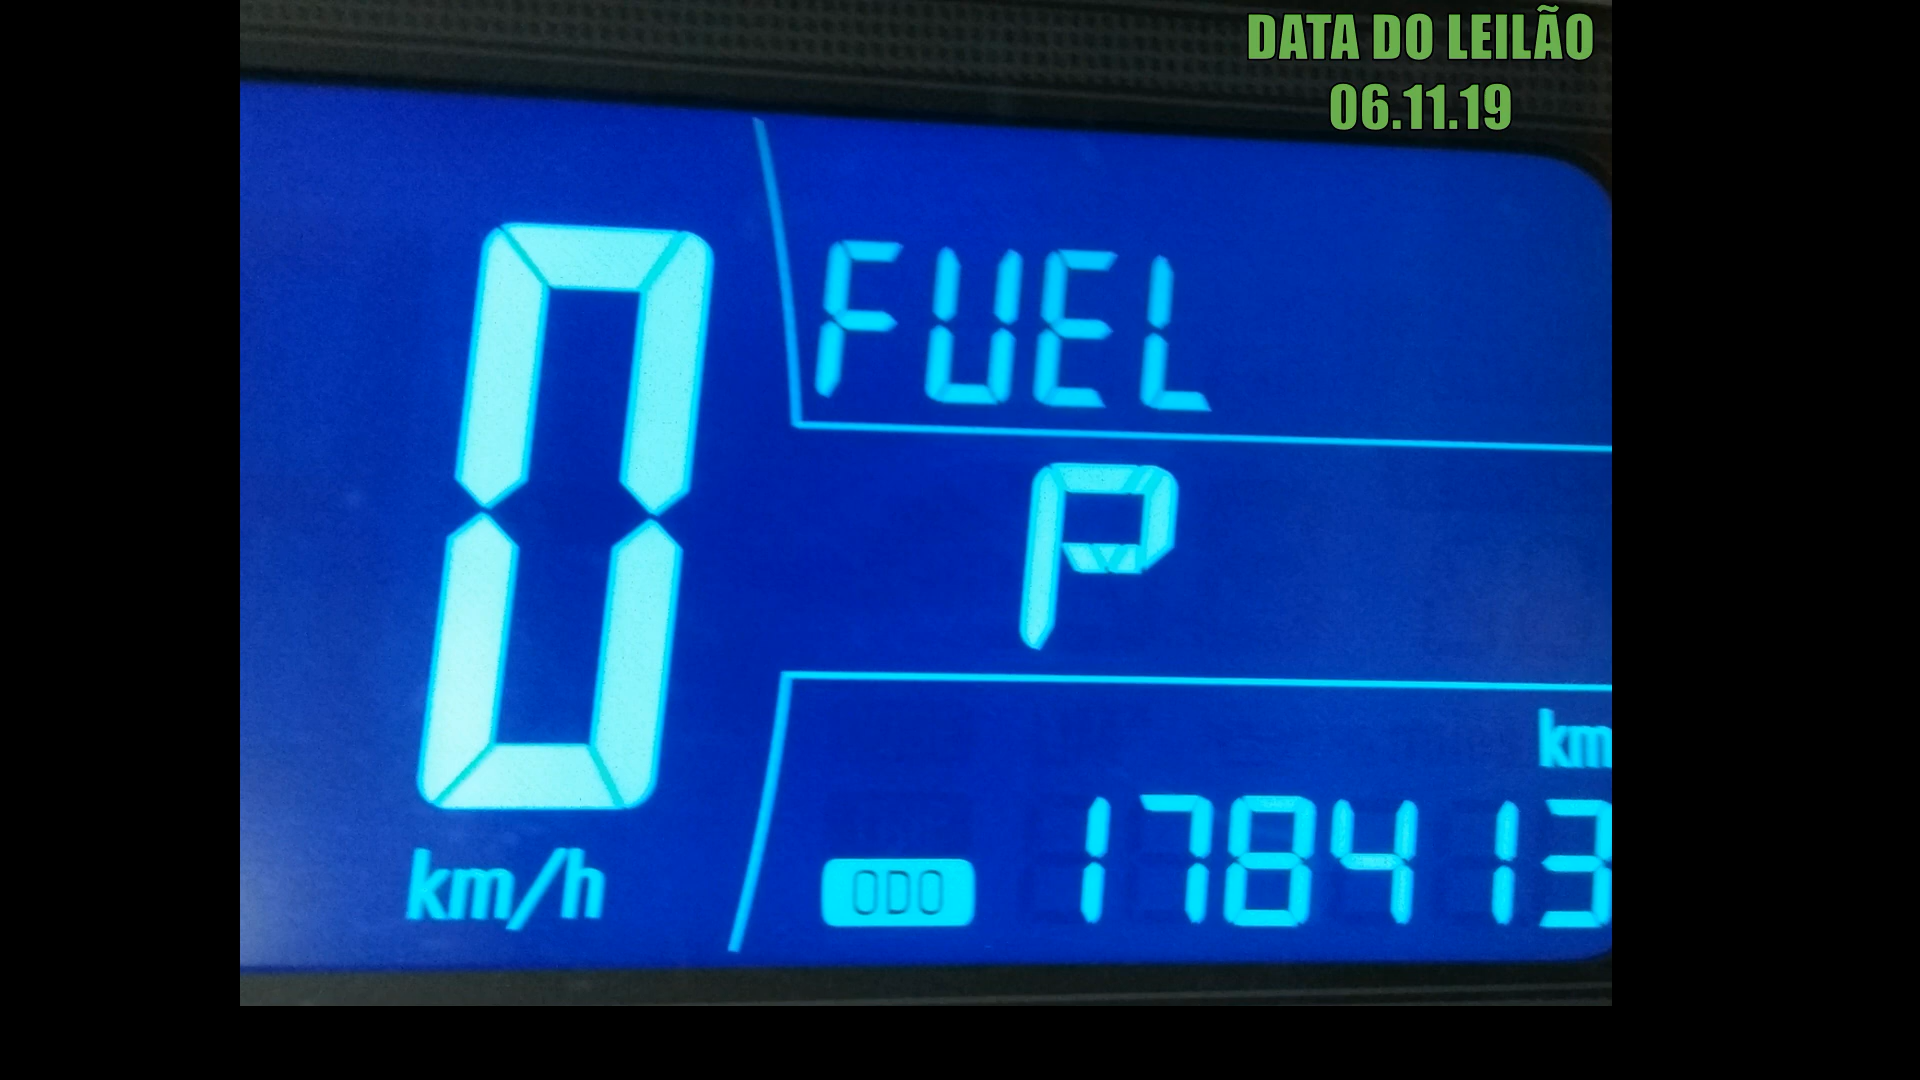 DATA DO LEILÃO
06.11.19
0
km/h
FUEL
P
km
ODO 178413